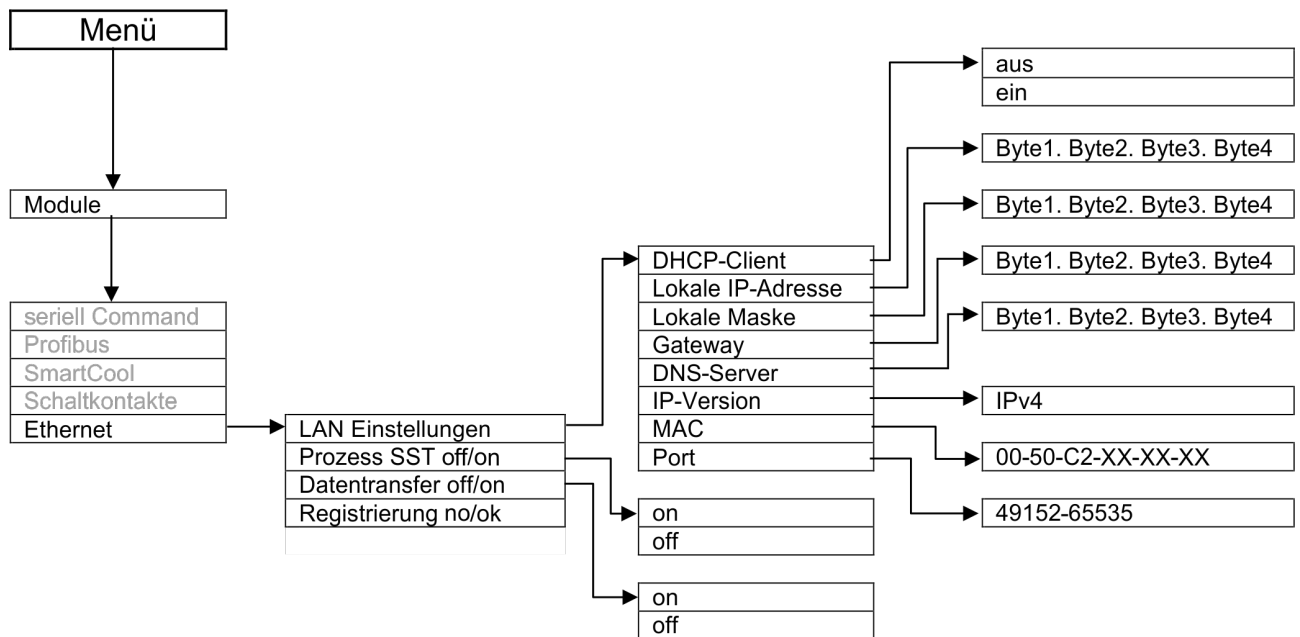 Menü
Module
seriell Command
Profibus
SmartCool
Schaltkontakte
Ethernet
LAN Einstellungen
Prozess SST off/on
Datentransfer off/on
Registrierung no/ok
DHCP-Client
Lokale IP-Adresse
Lokale Maske
Gateway
DNS-Server
IP-Version
MAC
Port
on
off
on
off
aus
ein
Byte1. Byte2. Byte3. Byte4
Byte1. Byte2. Byte3. Byte4
Byte1. Byte2. Byte3. Byte4
Byte1. Byte2. Byte3. Byte4
IPv4
00-50-C2-XX-XX-XX
49152-65535